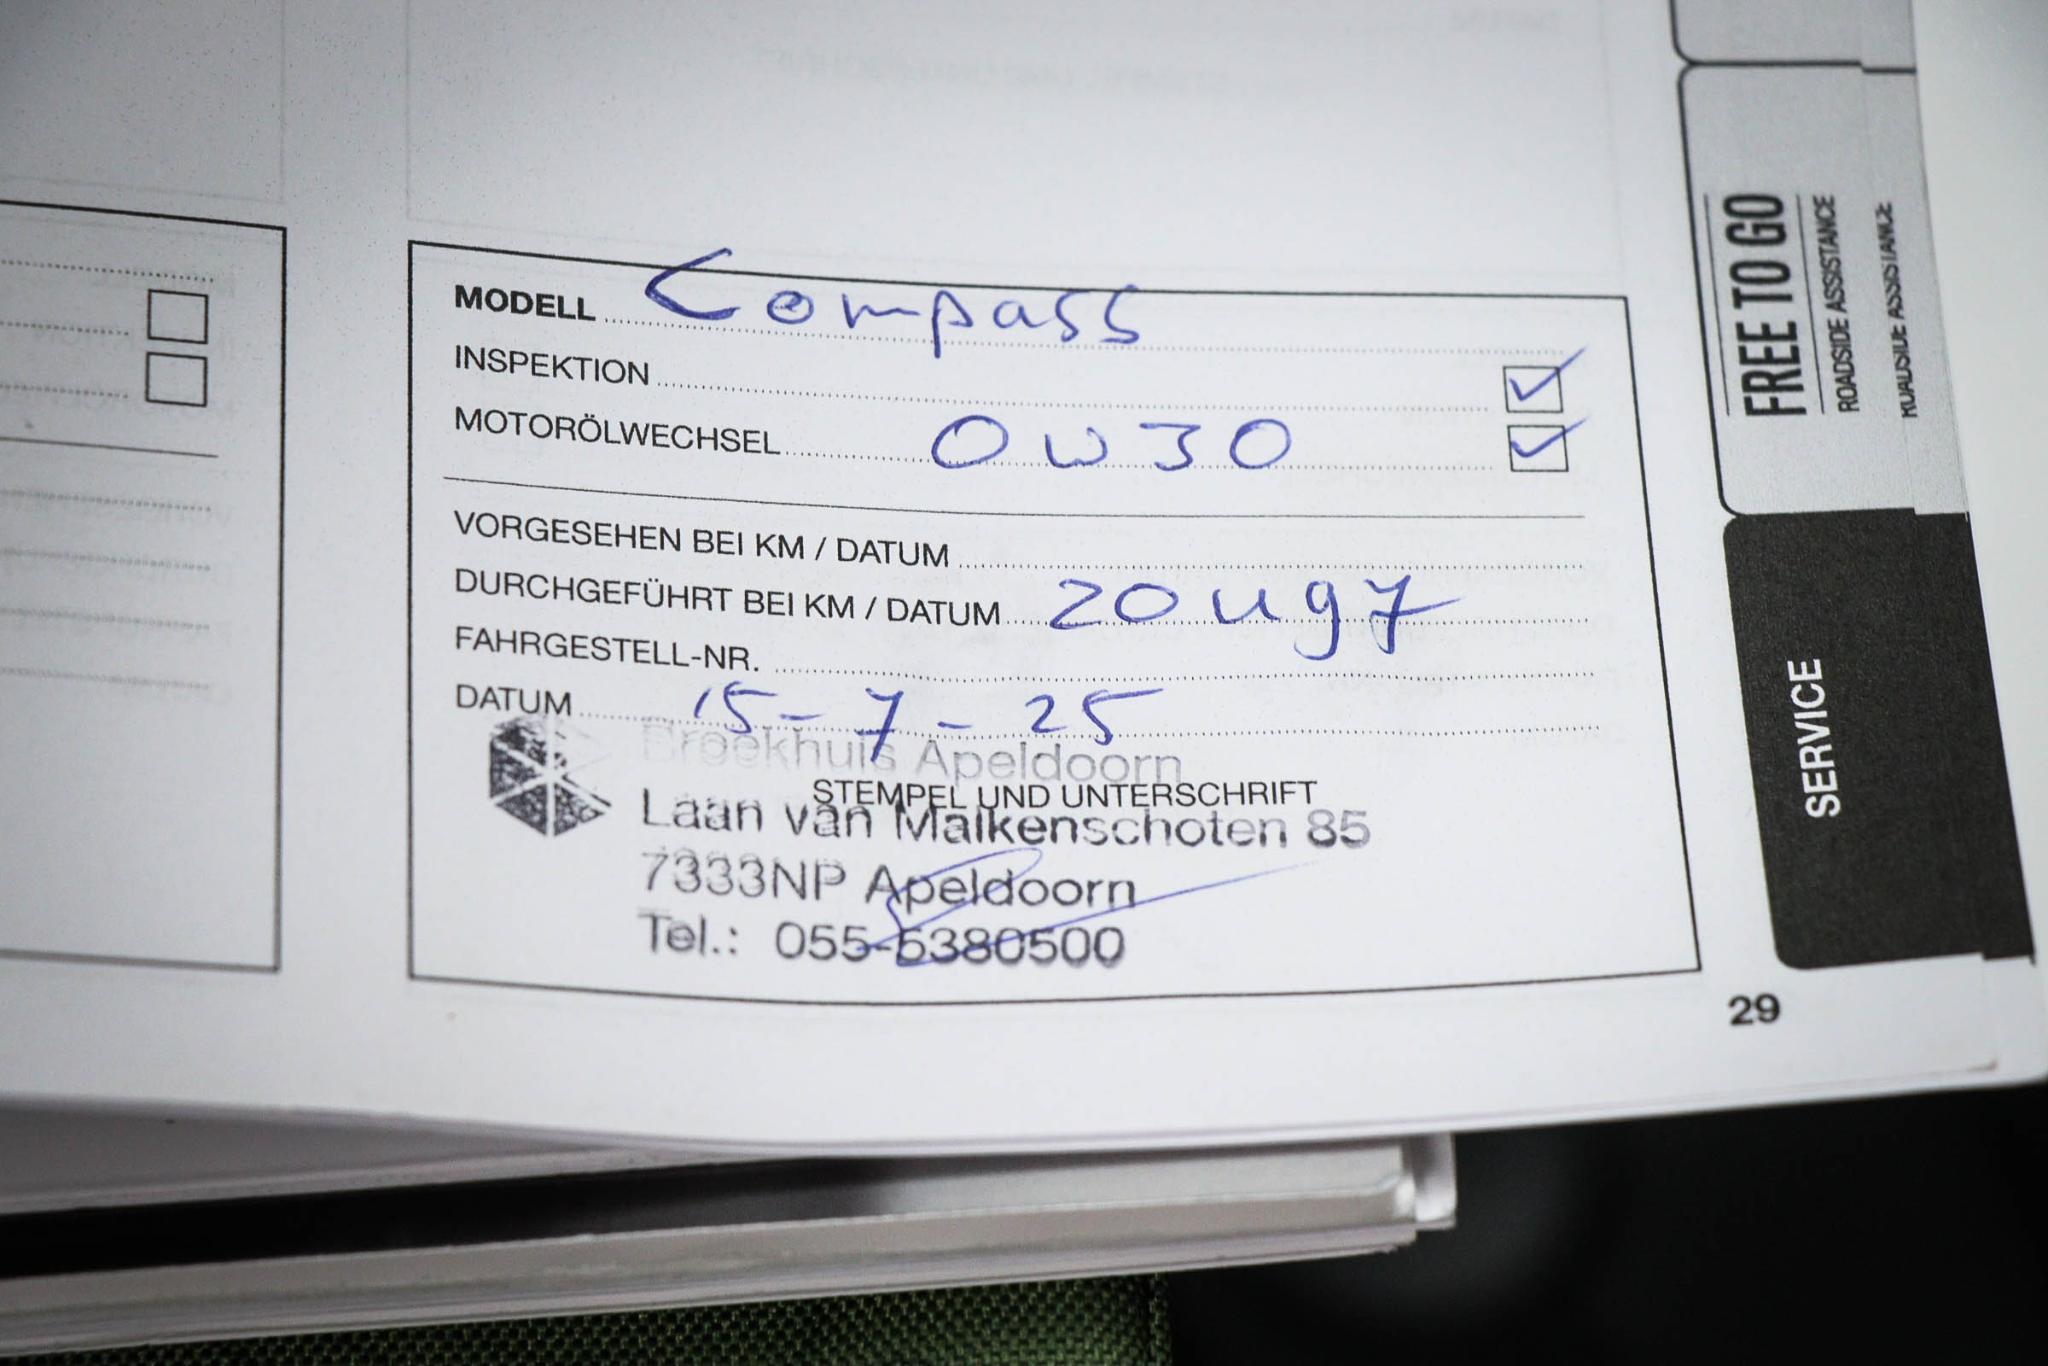 MODELL Compass
INSPEKTION
MOTORÖLWECHSEL 0W30
VORGESEHEN BEI KM / DATUM
DURCHGEFÜHRT BEI KM / DATUM 20497
FAHRGESTELL-NR.
DATUM 15-7-25
Broekhuis Apeldoorn
STEMPEL UND UNTERSCHRIFT
Laan van Malkenschoten 85
7333NP Apeldoorn
Tel.: 055-5380500
FREE TO GO
ROADSIDE ASSISTANCE
ROADSIDE ASSISTANCE
SERVICE
29